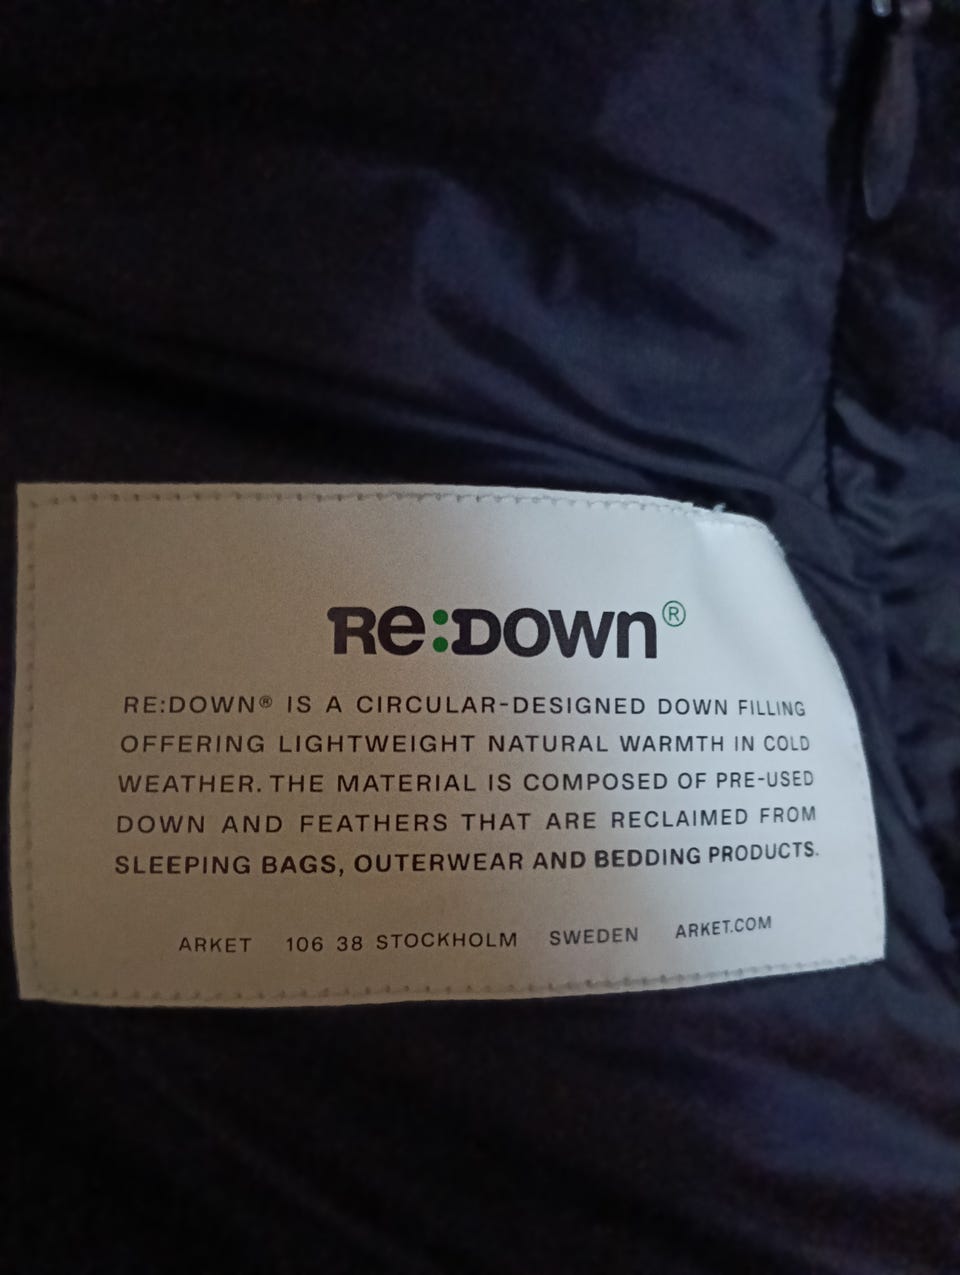 Re:Down®
RE:DOWN® IS A CIRCULAR-DESIGNED DOWN FILLING
OFFERING LIGHTWEIGHT NATURAL WARMTH IN COLD
WEATHER. THE MATERIAL IS COMPOSED OF PRE-USED
DOWN AND FEATHERS THAT ARE RECLAIMED FROM
SLEEPING BAGS, OUTERWEAR AND BEDDING PRODUCTS.
ARKET 106 38 STOCKHOLM SWEDEN ARKET.COM